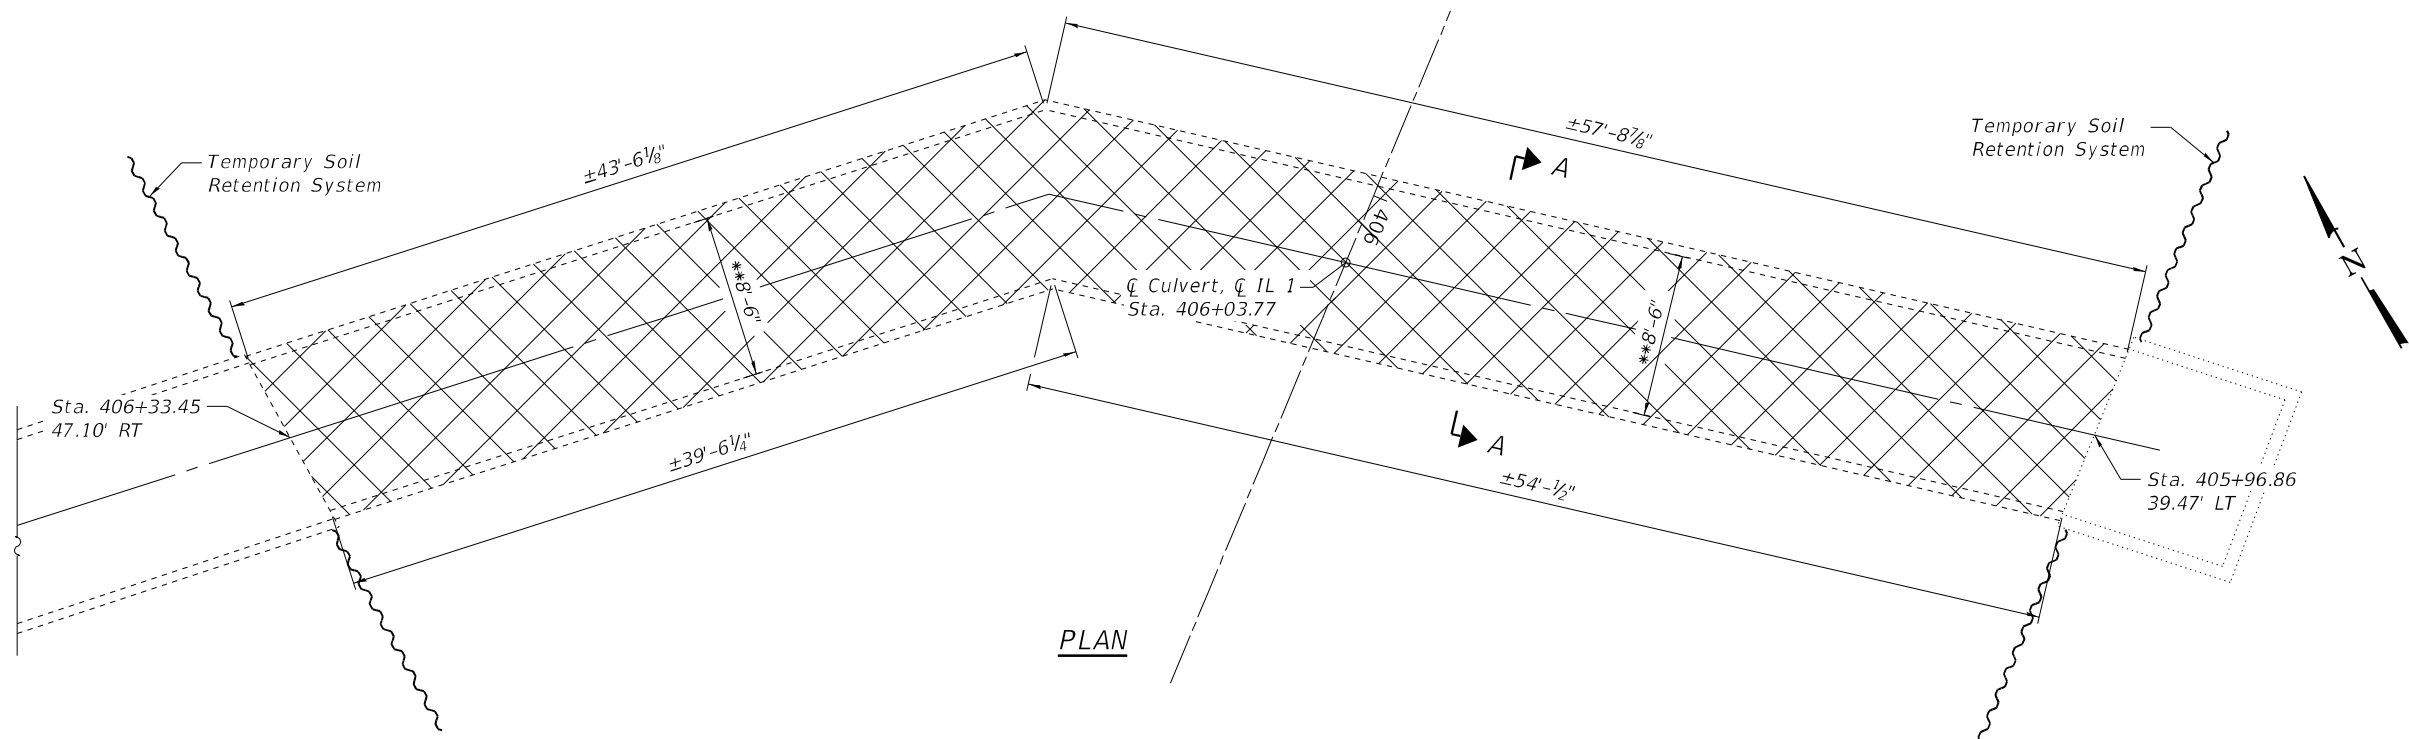 Temporary Soil
Retention System
±43'-6⅛"
±57'-8⅞"
A
Temporary Soil
Retention System
N
406
**8'-6"
℄ Culvert, ℄ IL 1
Sta. 406+03.77
**8'-9"
Sta. 406+33.45
47.10' RT
±39'-6¼"
A
±54'-½"
Sta. 405+96.86
39.47' LT
PLAN